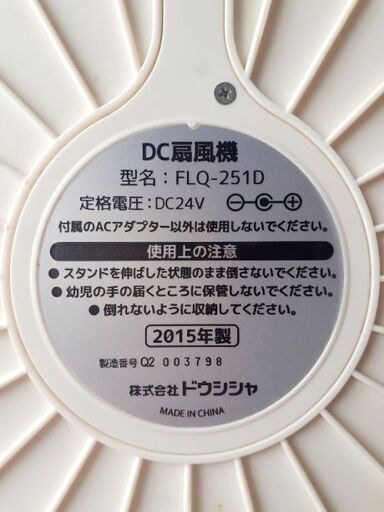 DC扇風機
型名：FLQ-251D
定格電圧：DC24V
付属のACアダプター以外は使用しないでください。
使用上の注意
●スタンドを伸ばした状態のまま倒さないでください。
●幼児の手の届くところに保管しないでください。
●倒れないように収納してください。
2015年製
製造番号 Q2 003798
株式会社ドウシシャ
MADE IN CHINA